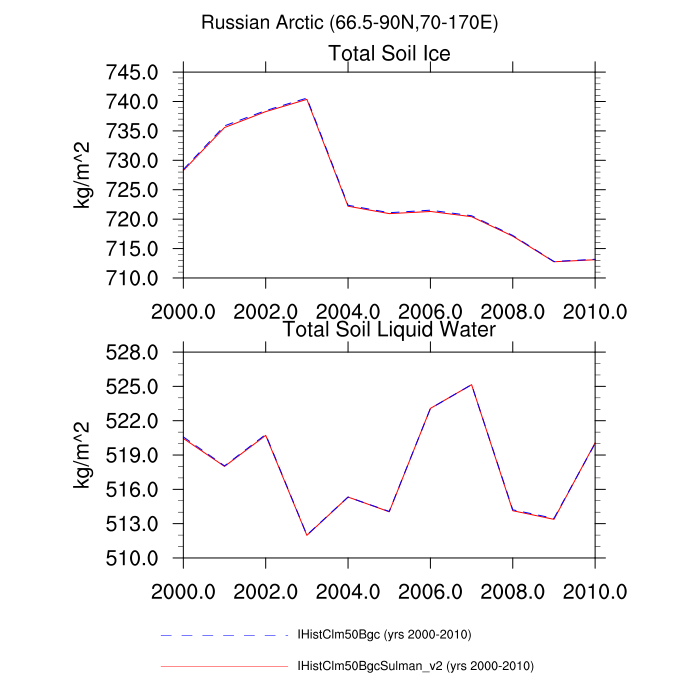 Russian Arctic (66.5-90N,70-170E)
Total Soil Ice
745.0
740.0
735.0
730.0
725.0
720.0
715.0
710.0
kg/m^2
2000.0 2002.0 2004.0 2006.0 2008.0 2010.0
Total Soil Liquid Water
528.0
525.0
522.0
519.0
516.0
513.0
510.0
kg/m^2
2000.0 2002.0 2004.0 2006.0 2008.0 2010.0
IHistClm50Bgc (yrs 2000-2010)
IHistClm50BgcSulman_v2 (yrs 2000-2010)